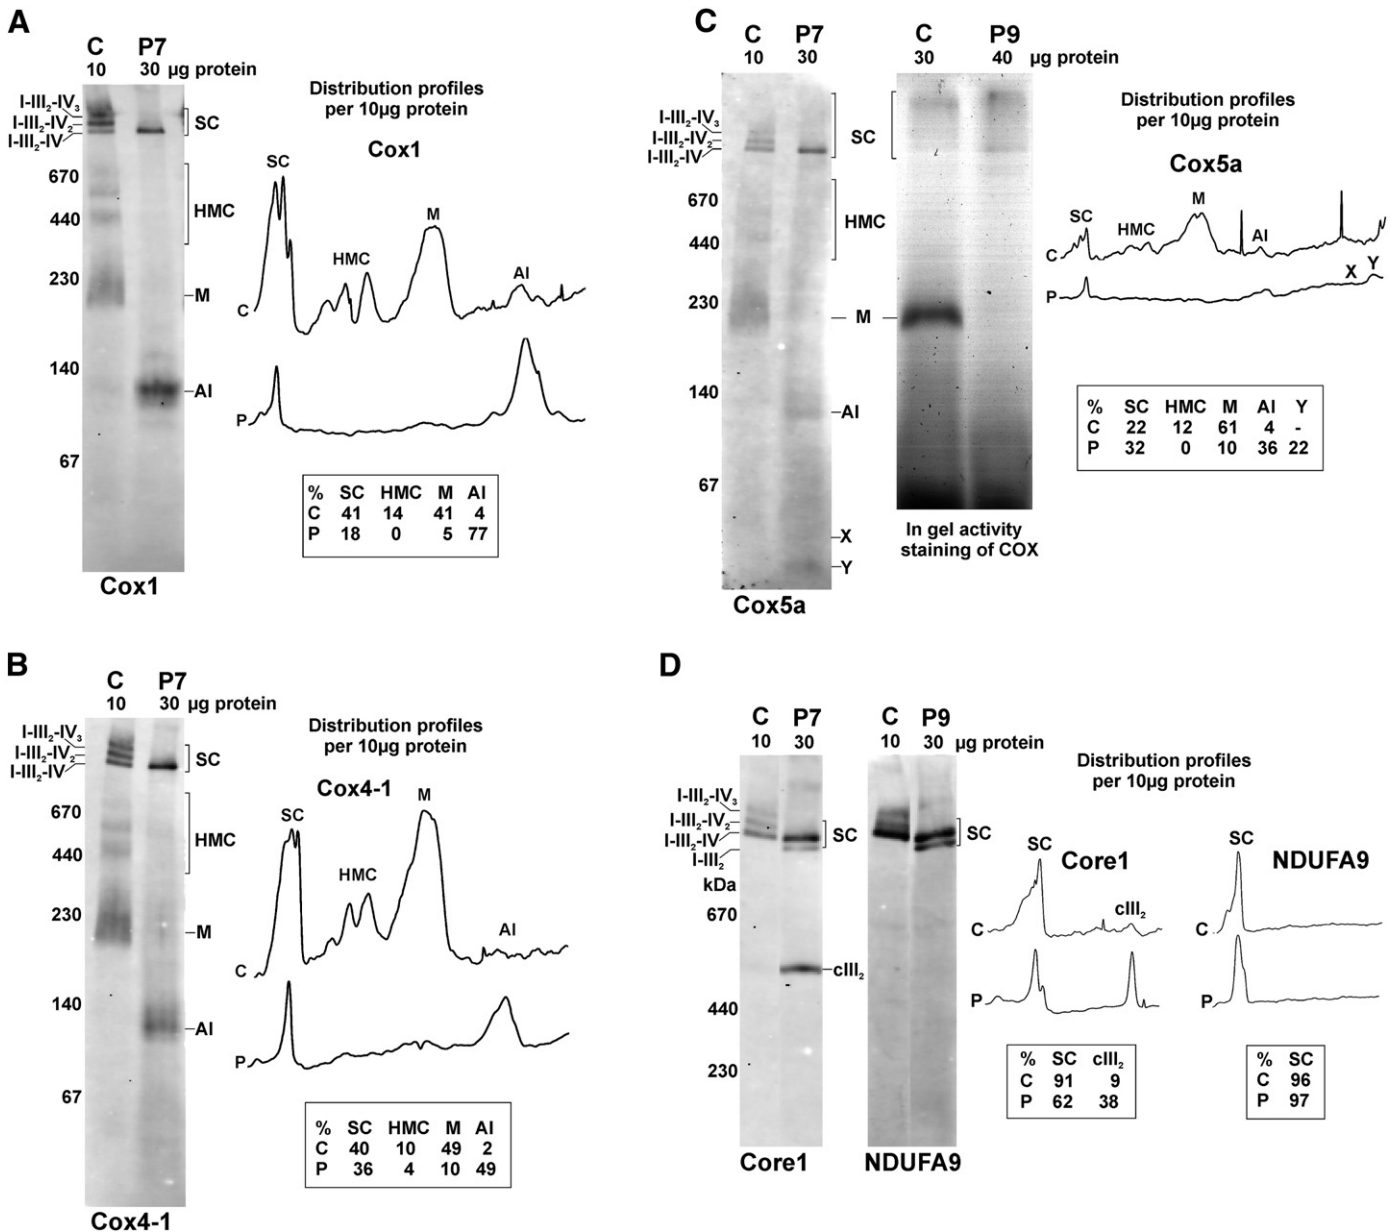 A
C P7
10 30 µg protein
I-III2-IV3
I-III2-IV2
I-III2-IV
SC
670
440
HMC
230
M
140
AI
67
Cox1
Distribution profiles
per 10µg protein
Cox1
SC
HMC
M
AI
C
P
% SC HMC M AI
C 41 14 41 4
P 18 0 5 77
B
C P7
10 30 µg protein
I-III2-IV3
I-III2-IV2
I-III2-IV
SC
670
HMC
440
230
M
140
AI
67
Cox4-1
Distribution profiles
per 10µg protein
Cox4-1
SC
HMC
M
AI
C
P
% SC HMC M AI
C 40 10 49 2
P 36 4 10 49
C
C P7
10 30
C P9
30 40 µg protein
I-III2-IV3
I-III2-IV2
I-III2-IV
SC
670
HMC
440
230
M
140
AI
67
X
Y
Cox5a
In gel activity
staining of COX
Distribution profiles
per 10µg protein
Cox5a
SC
HMC
M
AI
C
X Y
P
% SC HMC M AI Y
C 22 12 61 4 -
P 32 0 10 36 22
D
C P7
10 30
C P9
10 30 µg protein
I-III2-IV3
I-III2-IV2
I-III2-IV
I-III2
SC
SC
kDa
670
cIII2
440
230
Core1
NDUFA9
Distribution profiles
per 10µg protein
SC
Core1
cIII2
C
P
SC
NDUFA9
C
P
% SC cIII2
C 91 9
P 62 38
% SC
C 96
P 97